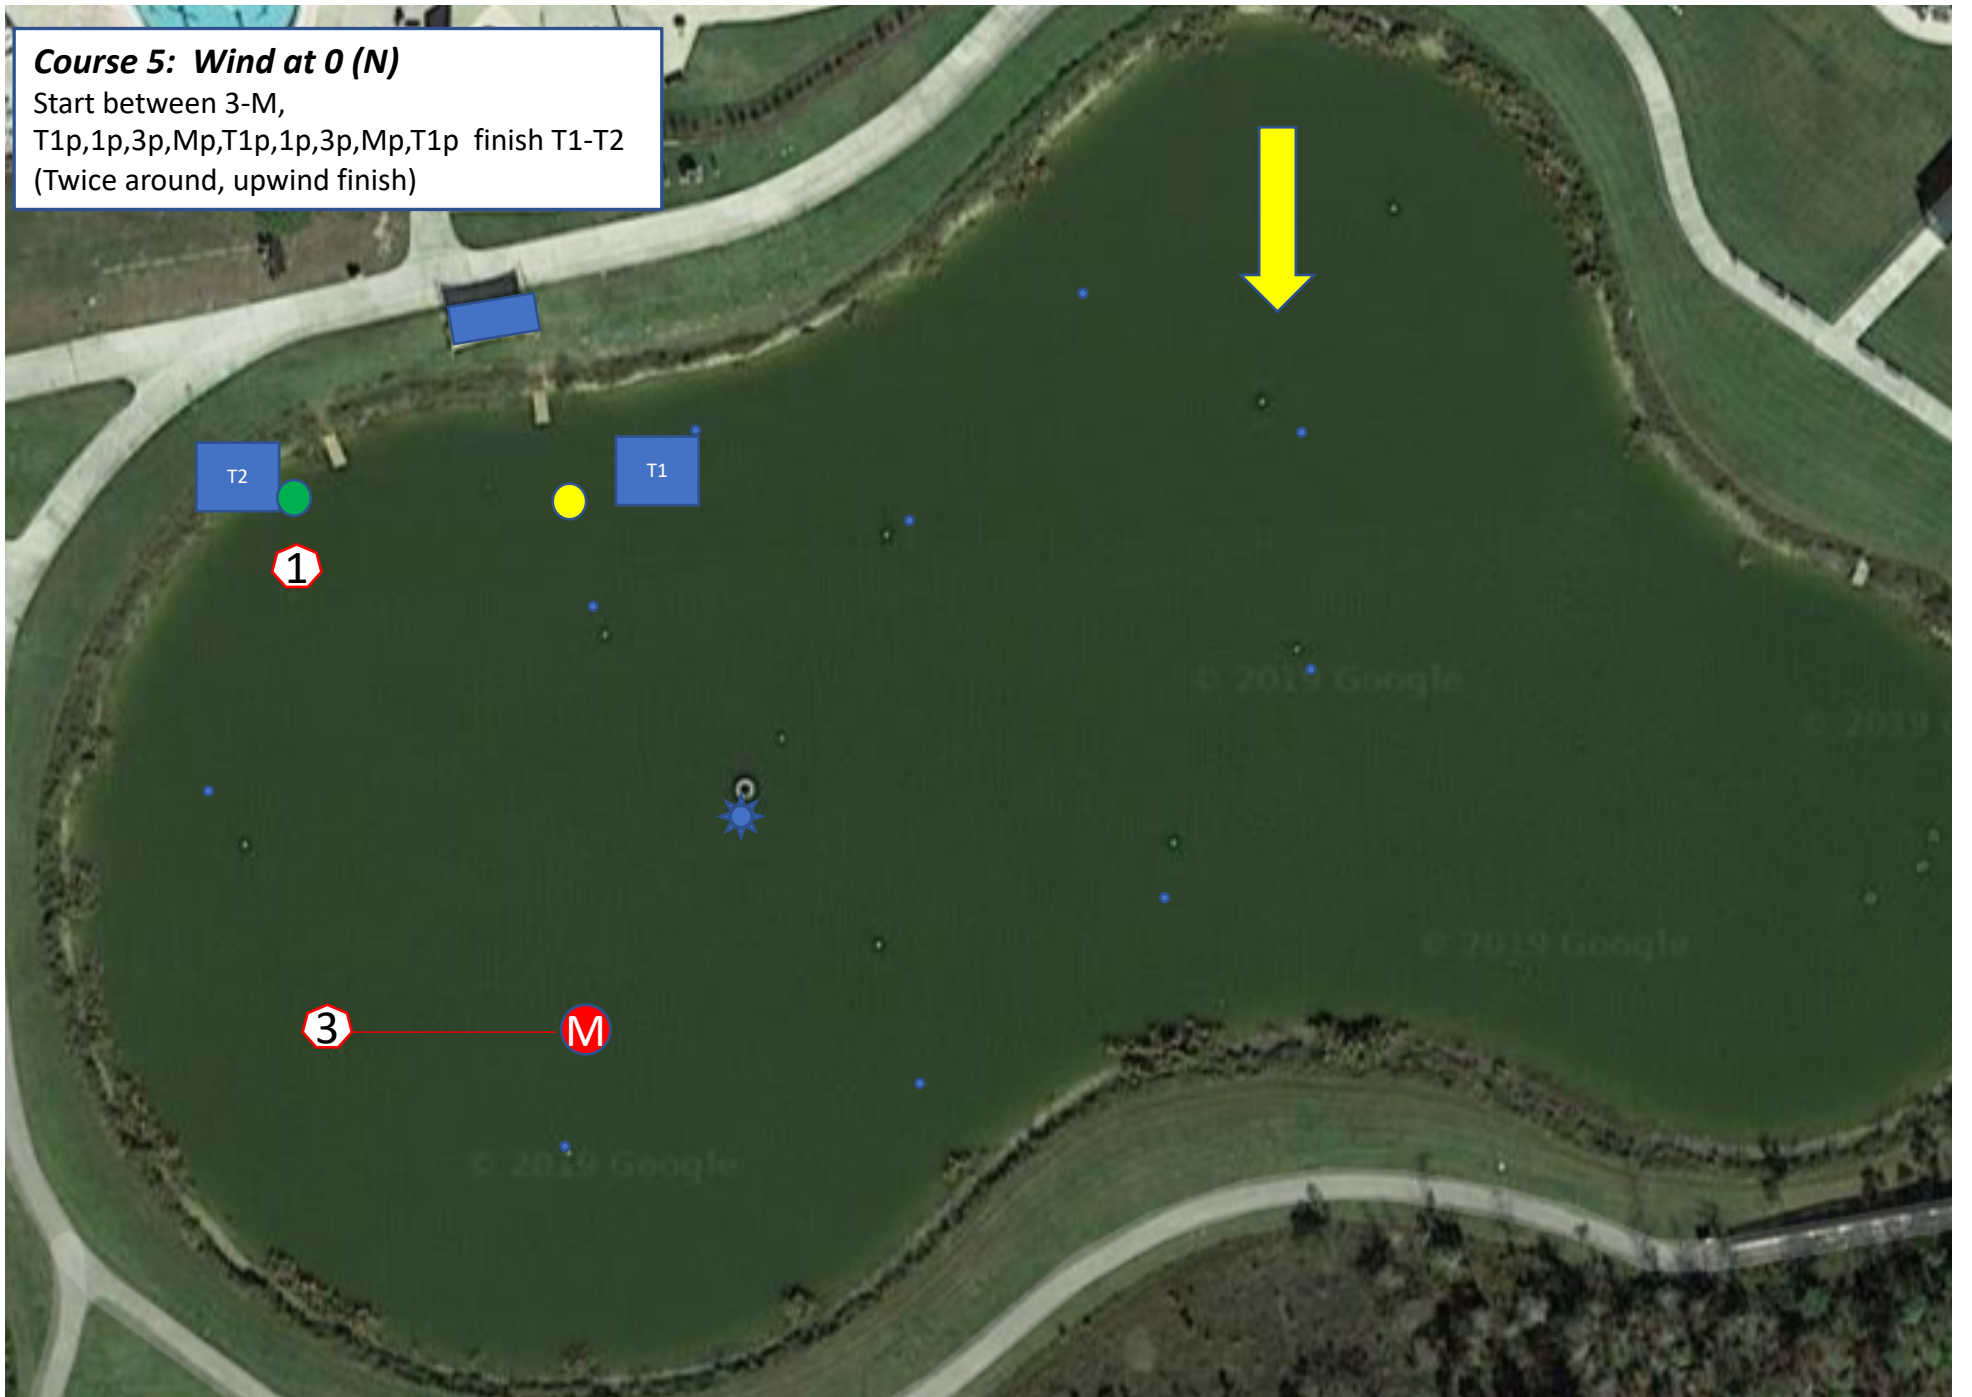 Course 5:  Wind at 0 (N)
Start between 3-M,
T1p,1p,3p,Mp,T1p,1p,3p,Mp,T1p  finish T1-T2
(Twice around, upwind finish)
T2
T1
1
© 2019 Google
© 2019
© 2019 Google
3
M
© 2019 Google